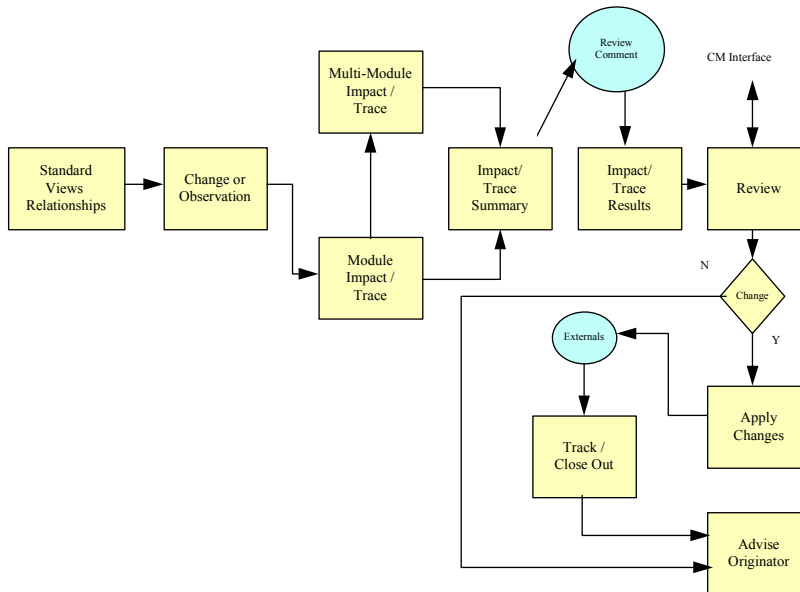 Review
Comment
CM Interface
Multi-Module
Impact /
Trace
Standard
Views
Relationships
Change or
Observation
Impact/
Trace
Summary
Impact/
Trace
Results
Review
Module
Impact /
Trace
N
Change
Y
Externals
Apply
Changes
Track /
Close Out
Advise
Originator